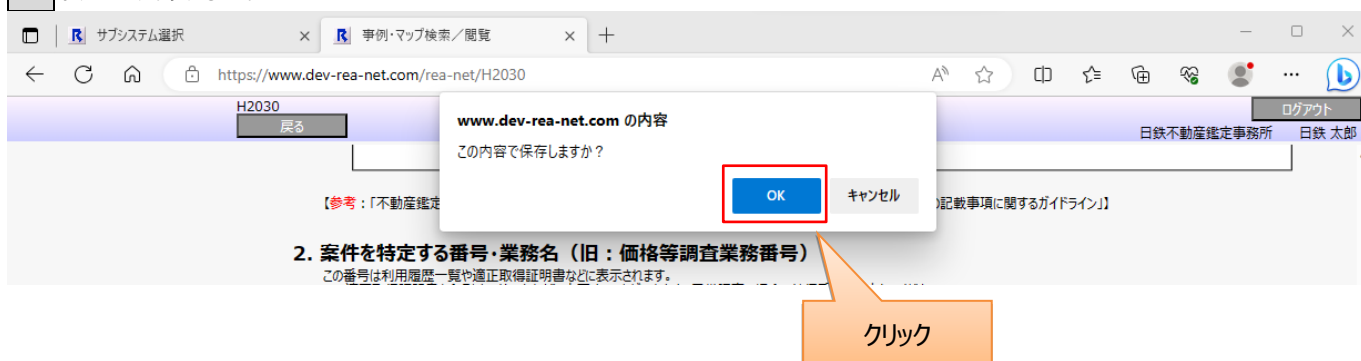 サブシステム選択
事例・マップ検索／閲覧
https://www.dev-rea-net.com/rea-net/H2030
H2030
戻る
ログアウト
日鉄不動産鑑定事務所 日鉄 太郎
www.dev-rea-net.com の内容
この内容で保存しますか？
OK
キャンセル
【参考：「不動産鑑定
記載事項に関するガイドライン」】
2. 案件を特定する番号・業務名（旧：価格等調査業務番号）
この番号は利用履歴一覧や適正取得証明書などに表示されます。
クリック